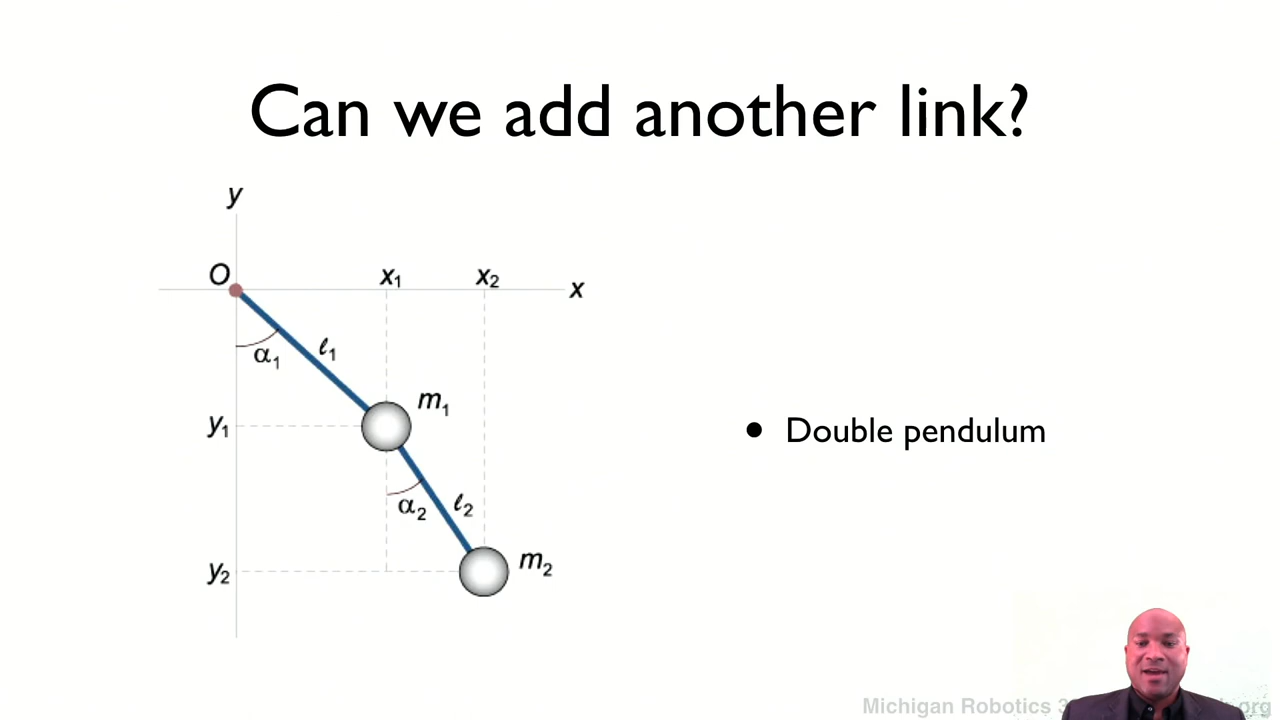 Can we add another link?
y
O
x₁
x₂
x
α₁
ℓ₁
m₁
y₁
• Double pendulum
α₂
ℓ₂
y₂
m₂
Michigan Robotics
org